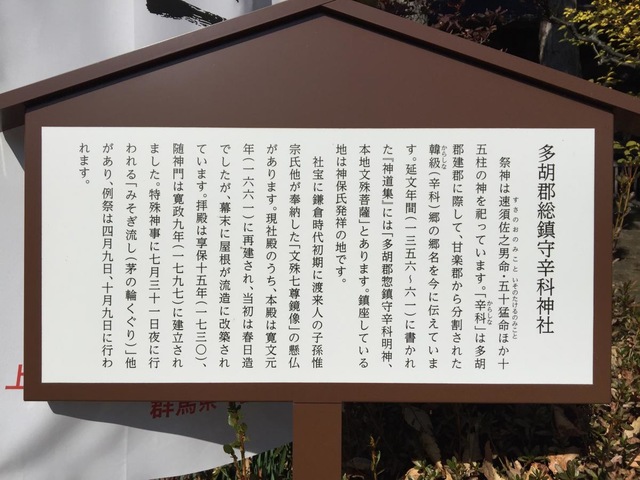 多胡郡総鎮守辛科神社
祭神は速須佐之男命・五十猛命ほか十
すさのおのみこと いそのたけるのみこと
五柱の神を祀っています。「辛科」は多胡
からしな
郡建郡に際して、甘楽郡から分割された
韓級(辛科)郷の郷名を今に伝えていま
からしな
す。延文年間(一三五六〜六一)に書かれ
た『神道集』には「多胡郡惣鎮守辛科明神、
本地文殊菩薩」とあります。鎮座している
地は神保氏発祥の地です。
社宝に鎌倉時代初期に渡来人の子孫惟
宗氏他が奉納した「文殊七尊鏡像」の懸仏
があります。現社殿のうち、本殿は寛文元
年(一六六一)に再建され、当初は春日造
でしたが、幕末に屋根が流造に改築され
ています。拝殿は享保十五年(一七三〇)、
随神門は寛政九年(一七九七)に建立され
ました。特殊神事に七月三十一日夜に行
われる「みそぎ流し(茅の輪くぐり)」他
があり、例祭は四月九日、十月九日に行わ
れます。
群馬県